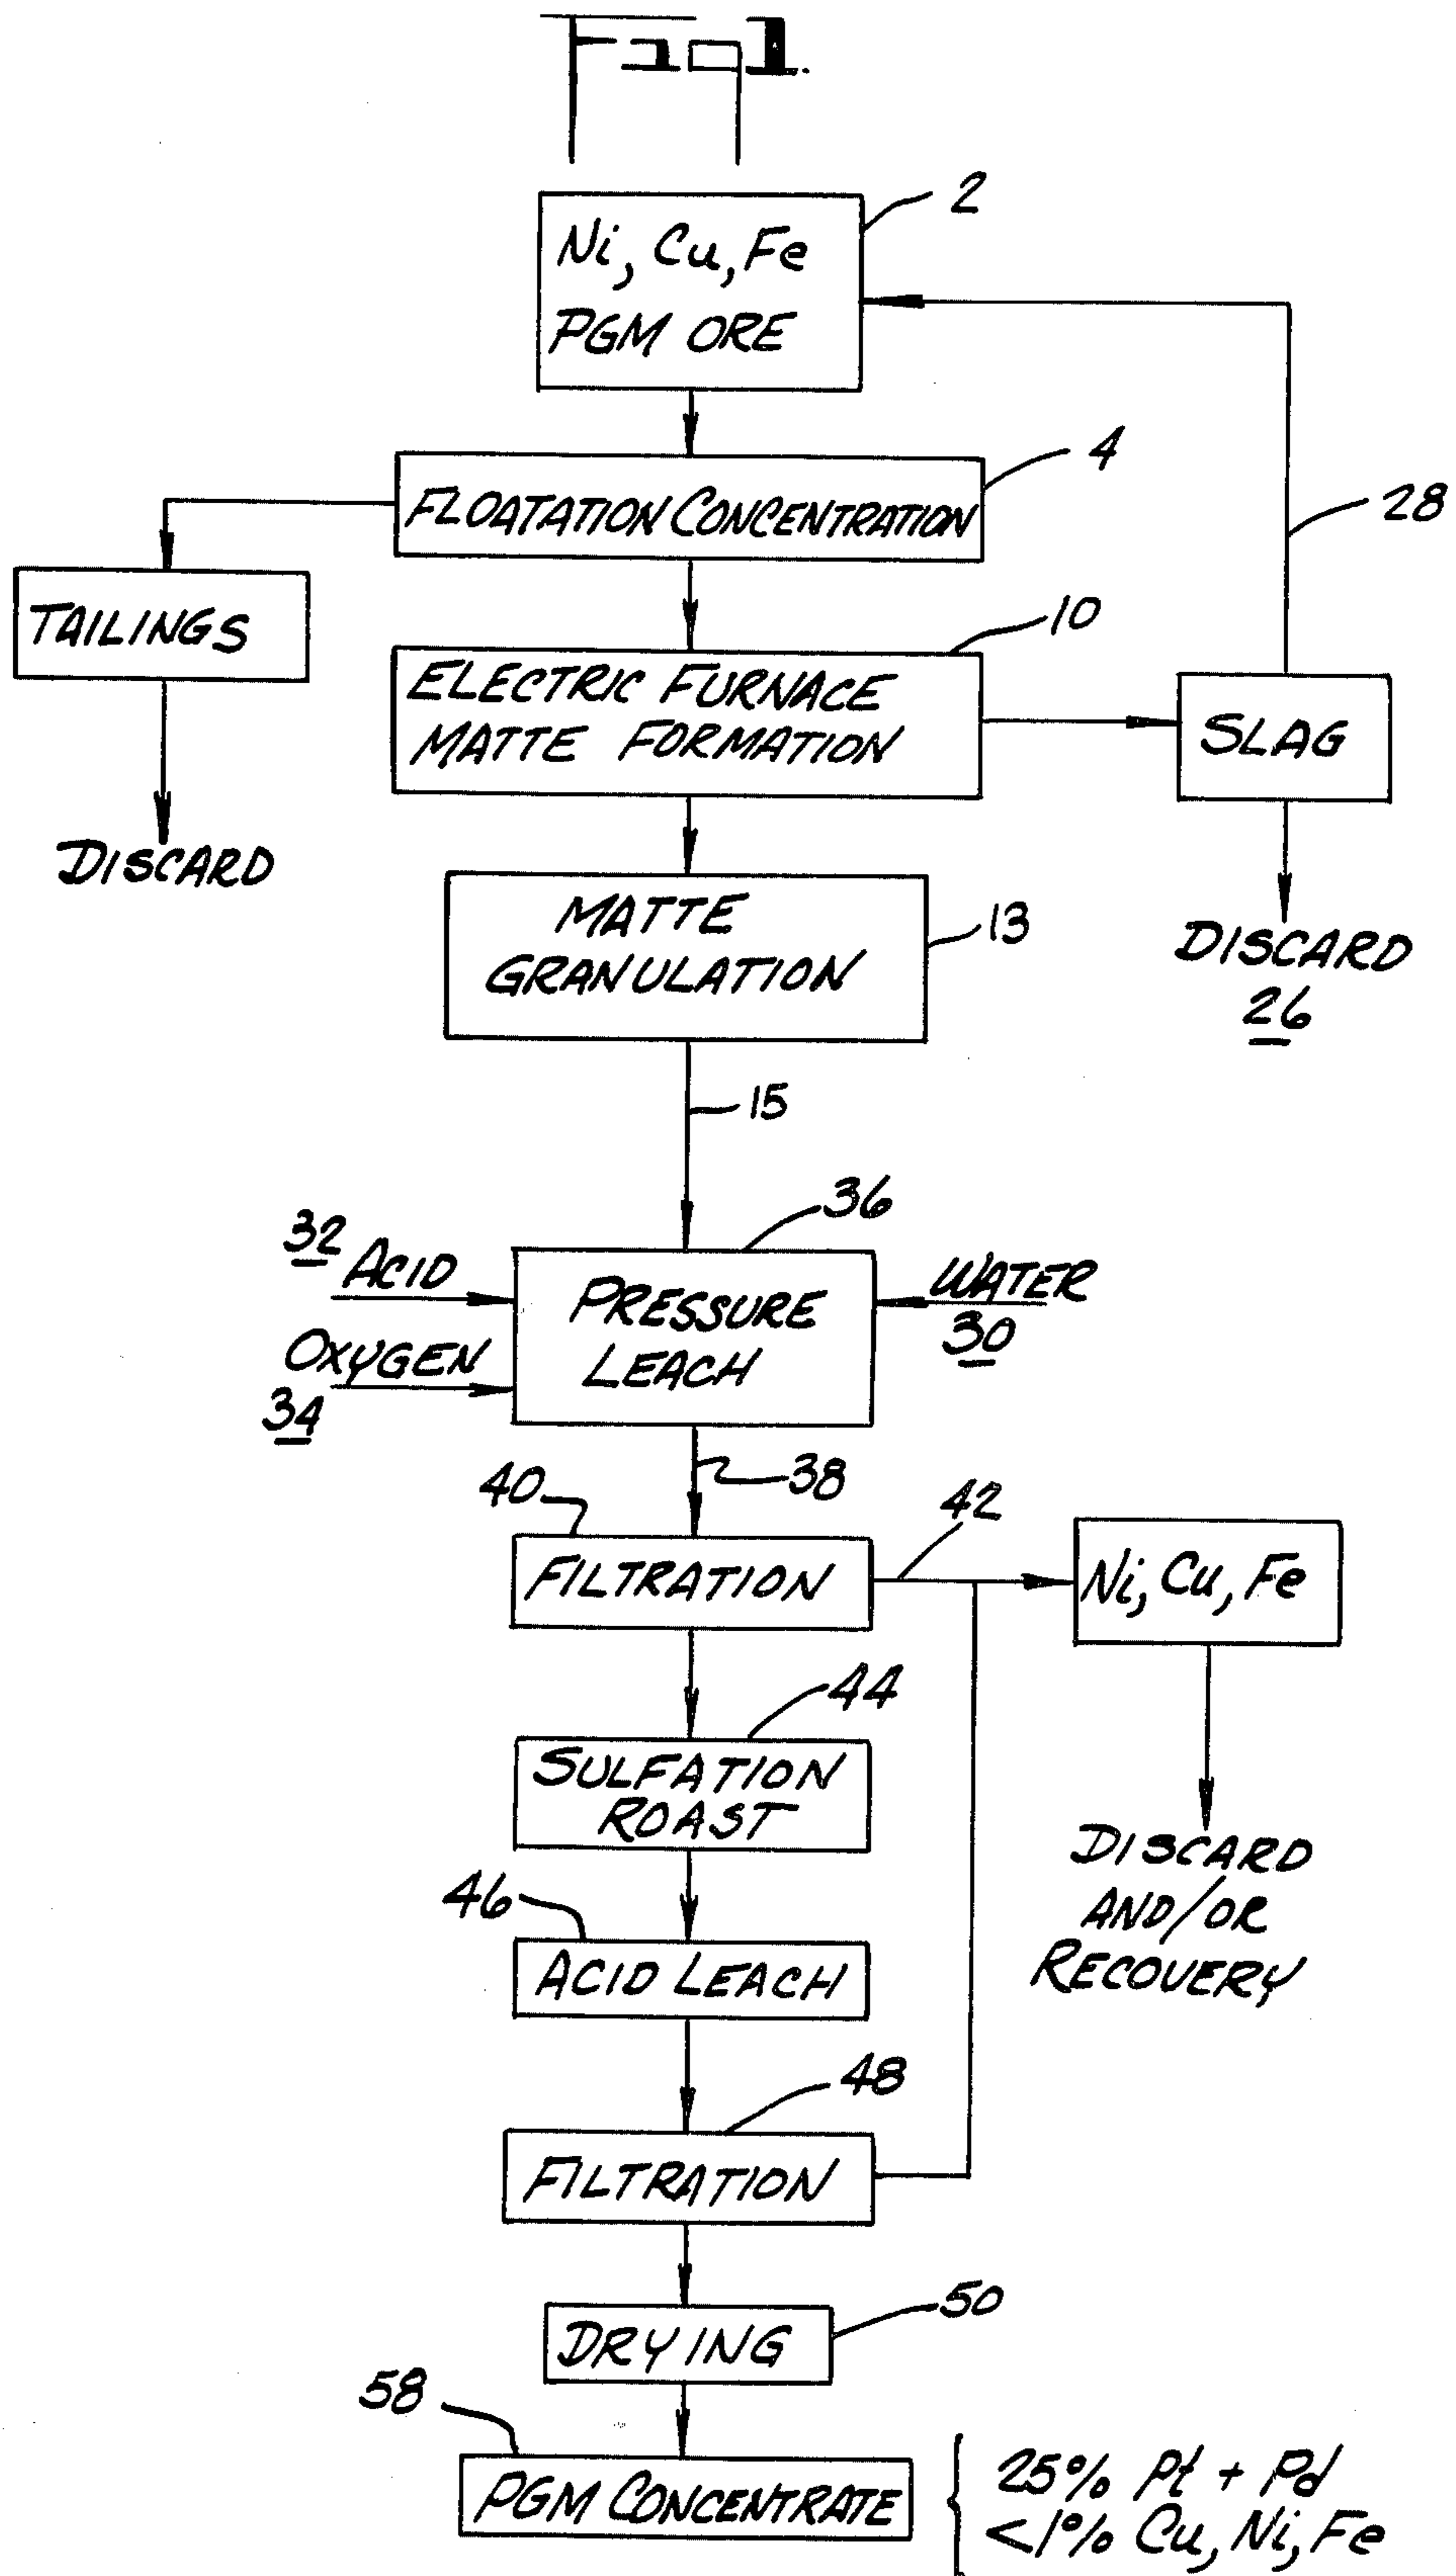 Fig. 1.
2
Ni, Cu, Fe
PGM ORE
4
FLOATATION CONCENTRATION
28
TAILINGS
10
ELECTRIC FURNACE
MATTE FORMATION
SLAG
DISCARD
MATTE
GRANULATION
13
DISCARD
26
15
36
32 ACID
WATER
30
PRESSURE
LEACH
OXYGEN
34
38
40
42
FILTRATION
Ni, Cu, Fe
44
SULFATION
ROAST
DISCARD
AND/OR
RECOVERY
46
ACID LEACH
48
FILTRATION
50
DRYING
58
PGM CONCENTRATE
25% Pt + Pd
<1% Cu, Ni, Fe